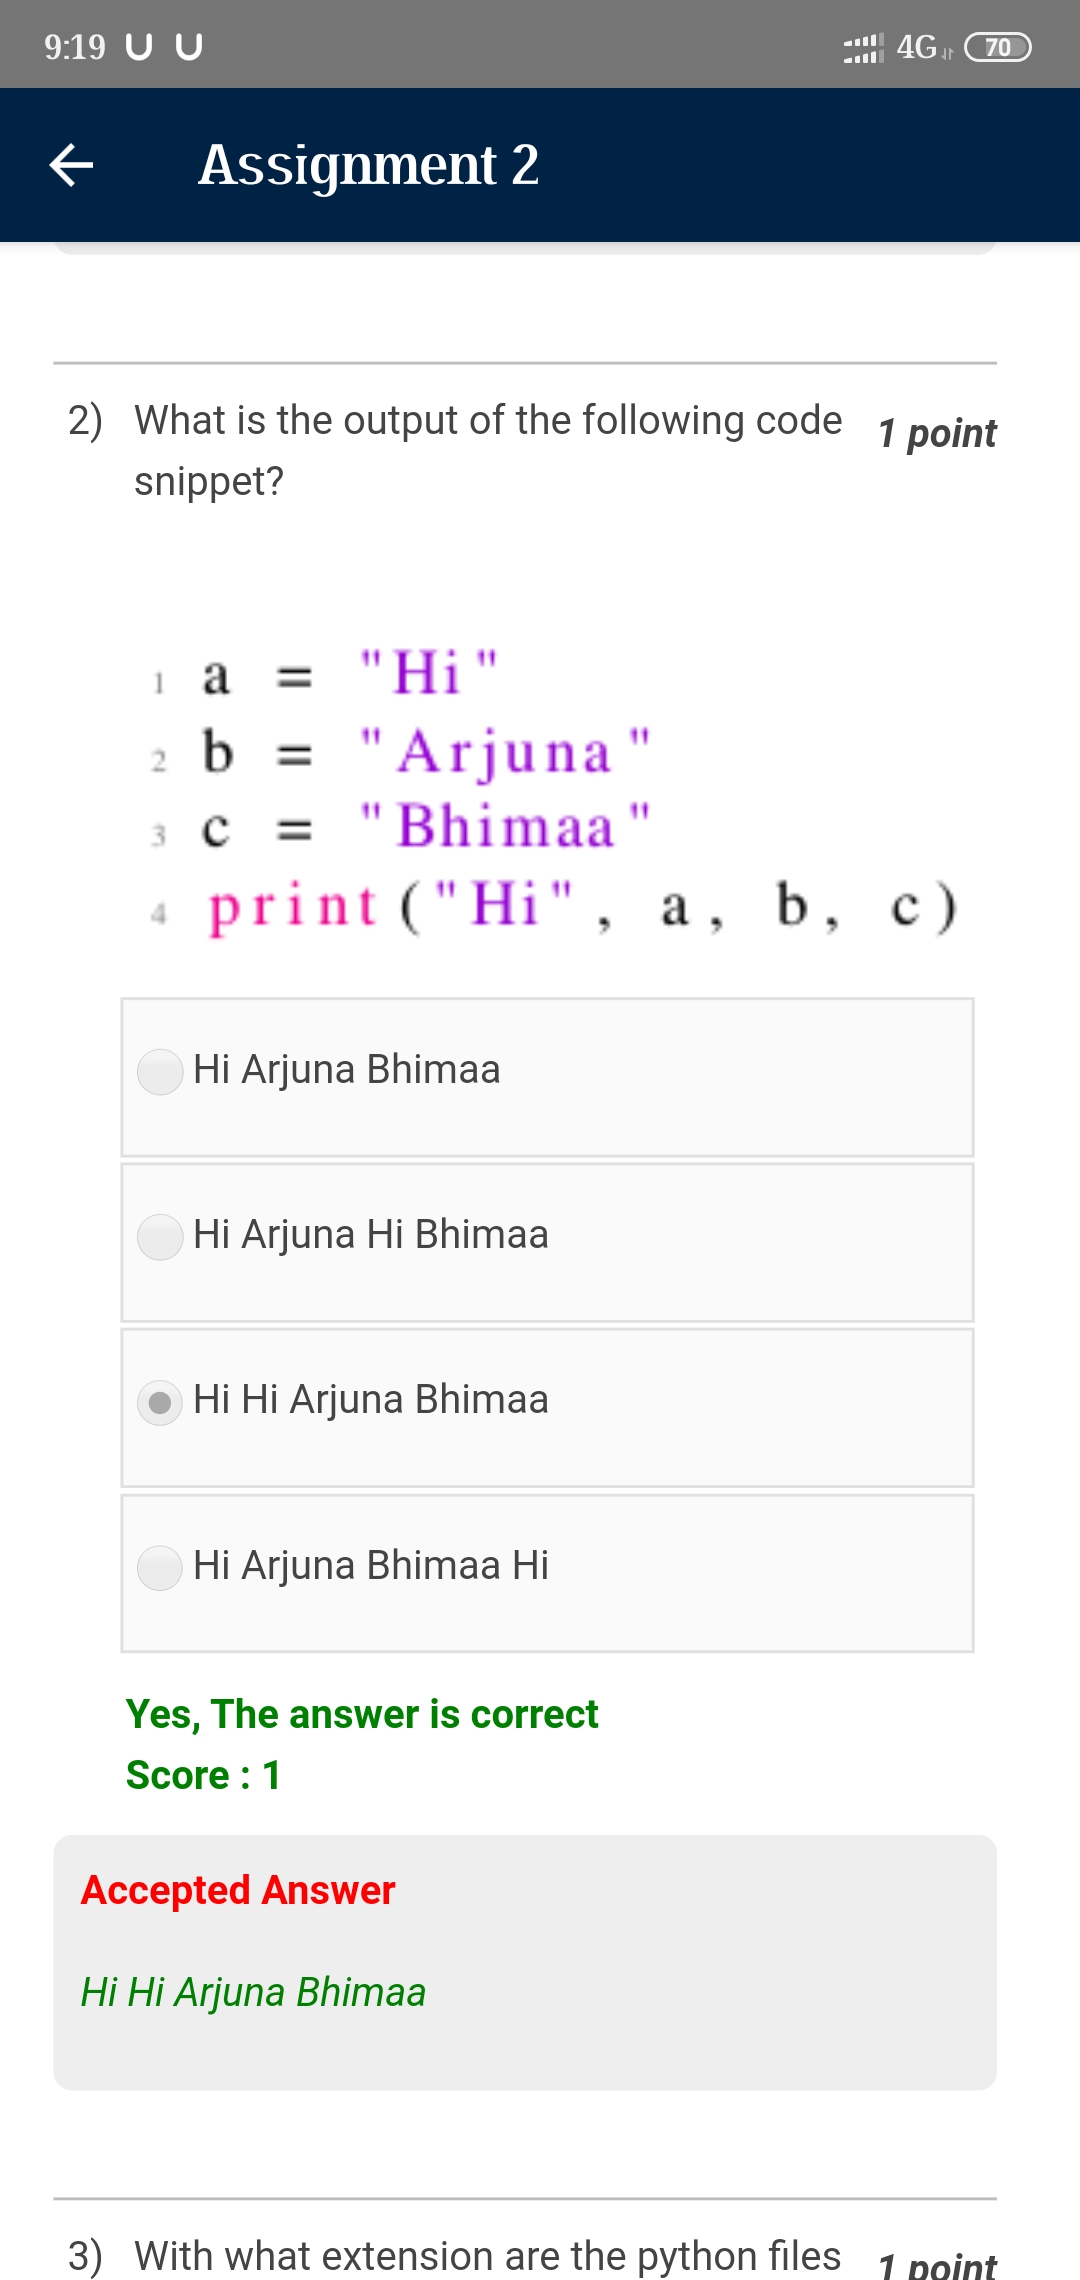 9:19 4G 70
Assignment 2
2) What is the output of the following code 1 point
snippet?
1 a = "Hi"
2 b = "Arjuna"
3 c = "Bhimaa"
4 print("Hi", a, b, c)
Hi Arjuna Bhimaa
Hi Arjuna Hi Bhimaa
Hi Hi Arjuna Bhimaa
Hi Arjuna Bhimaa Hi
Yes, The answer is correct
Score : 1
Accepted Answer
Hi Hi Arjuna Bhimaa
3) With what extension are the python files 1 point